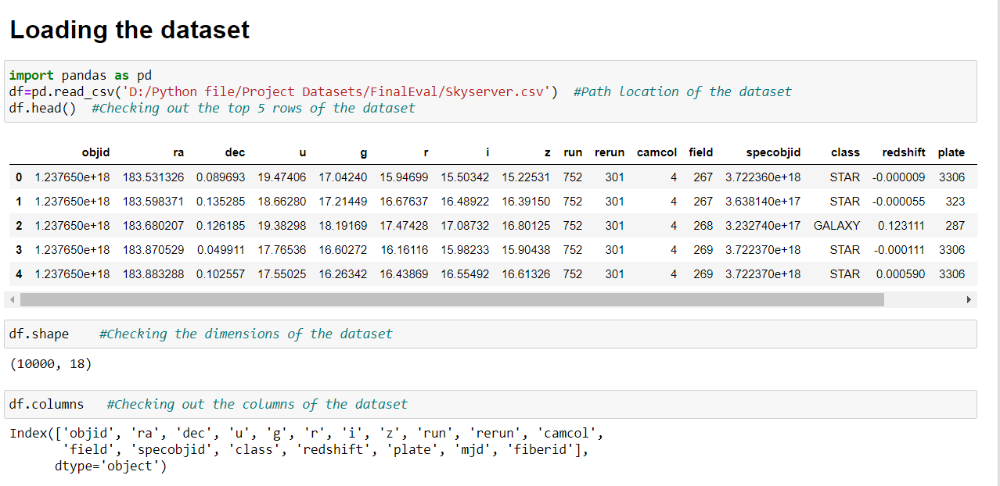 Loading the dataset
import pandas as pd
df=pd.read_csv('D:/Python file/Project Datasets/FinalEval/Skyserver.csv')  #Path location of the dataset
df.head()  #Checking out the top 5 rows of the dataset
objid ra dec u g r i z run rerun camcol field specobjid class redshift plate
0 1.237650e+18 183.531326 0.089693 19.47406 17.04240 15.94699 15.50342 15.22531 752 301 4 267 3.722360e+18 STAR -0.000009 3306
1 1.237650e+18 183.598371 0.135285 18.66280 17.21449 16.67637 16.48922 16.39150 752 301 4 267 3.638140e+17 STAR -0.000055 323
2 1.237650e+18 183.680207 0.126185 19.38298 18.19169 17.47428 17.08732 16.80125 752 301 4 268 3.232740e+17 GALAXY 0.123111 287
3 1.237650e+18 183.870529 0.049911 17.76536 16.60272 16.16116 15.98233 15.90438 752 301 4 269 3.722370e+18 STAR -0.000111 3306
4 1.237650e+18 183.883288 0.102557 17.55025 16.26342 16.43869 16.55492 16.61326 752 301 4 269 3.722370e+18 STAR 0.000590 3306
df.shape    #Checking the dimensions of the dataset
(10000, 18)
df.columns   #Checking out the columns of the dataset
Index(['objid', 'ra', 'dec', 'u', 'g', 'r', 'i', 'z', 'run', 'rerun', 'camcol',
'field', 'specobjid', 'class', 'redshift', 'plate', 'mjd', 'fiberid'],
dtype='object')